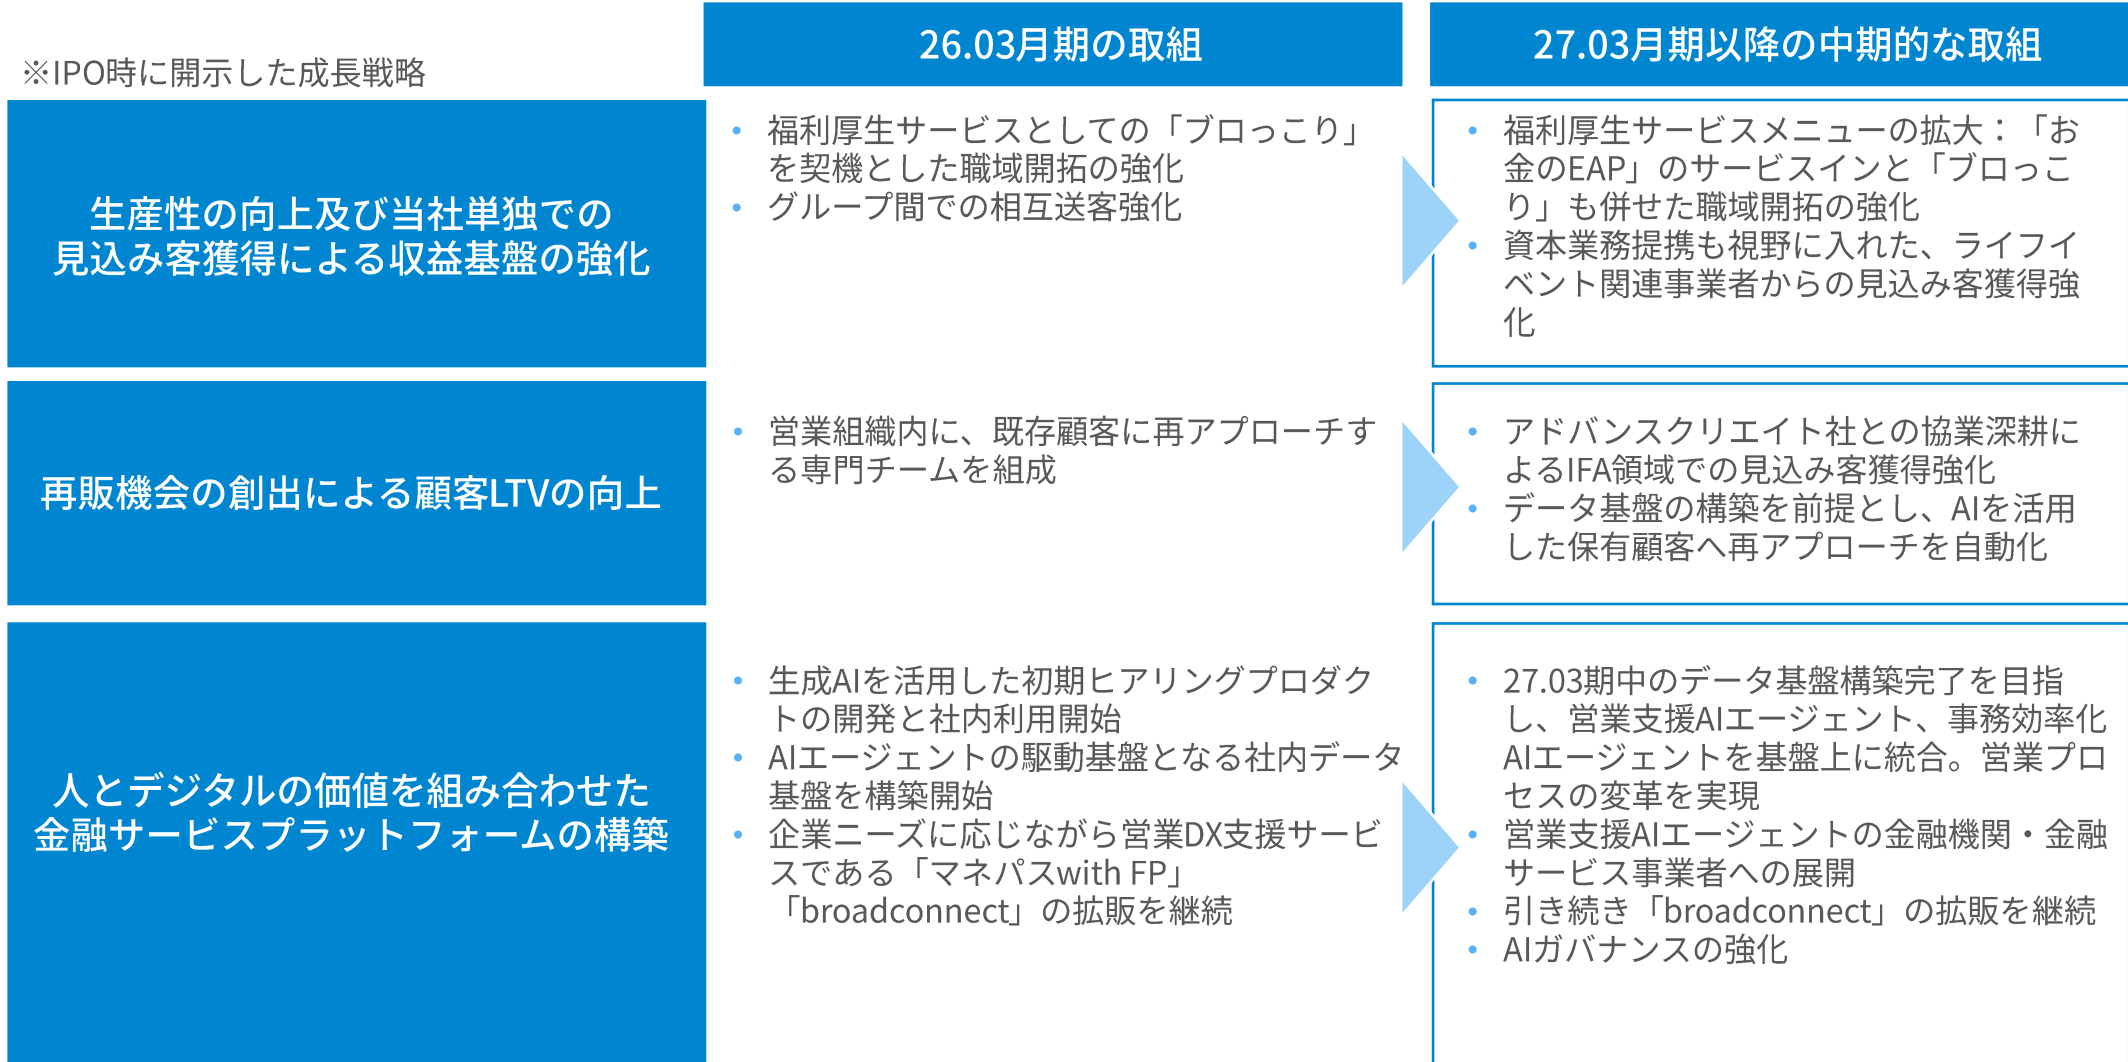 ※IPO時に開示した成長戦略
26.03月期の取組
27.03月期以降の中期的な取組
生産性の向上及び当社単独での
見込み客獲得による収益基盤の強化
• 福利厚生サービスとしての「ブロっこり」
を契機とした職域開拓の強化
• グループ間での相互送客強化
• 福利厚生サービスメニューの拡大：「お
金のEAP」のサービスインと「ブロっこ
り」も併せた職域開拓の強化
• 資本業務提携も視野に入れた、ライフイ
ベント関連事業者からの見込み客獲得強
化
再販機会の創出による顧客LTVの向上
• 営業組織内に、既存顧客に再アプローチす
る専門チームを組成
• アドバンスクリエイト社との協業深耕に
よるIFA領域での見込み客獲得強化
• データ基盤の構築を前提とし、AIを活用
した保有顧客へ再アプローチを自動化
人とデジタルの価値を組み合わせた
金融サービスプラットフォームの構築
• 生成AIを活用した初期ヒアリングプロダク
トの開発と社内利用開始
• AIエージェントの駆動基盤となる社内データ
基盤を構築開始
• 企業ニーズに応じながら営業DX支援サービ
スである「マネパスwith FP」
「broadconnect」の拡販を継続
• 27.03期中のデータ基盤構築完了を目指
し、営業支援AIエージェント、事務効率化
AIエージェントを基盤上に統合。営業プロ
セスの変革を実現
• 営業支援AIエージェントの金融機関・金融
サービス事業者への展開
• 引き続き「broadconnect」の拡販を継続
• AIガバナンスの強化